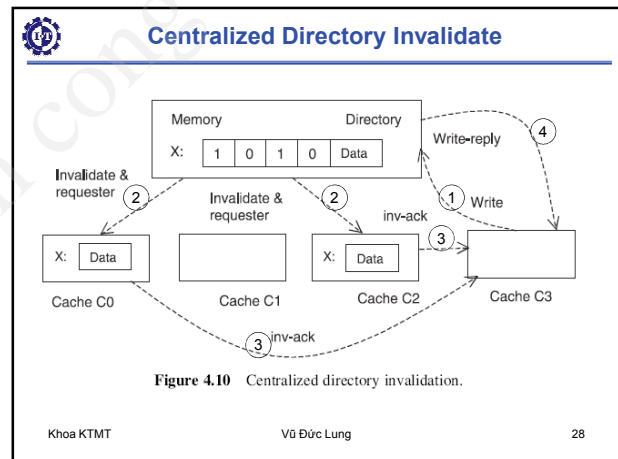 Centralized Directory Invalidate
Memory Directory
X: 1 0 1 0 Data
Write-reply
4
Invalidate &
requester
2
Invalidate &
requester
2
1
Write
inv-ack
3
X: Data
Cache C0
Cache C1
X: Data
Cache C2
Cache C3
3
inv-ack
Figure 4.10 Centralized directory invalidation.
Khoa KTMT Vũ Đức Lung 28